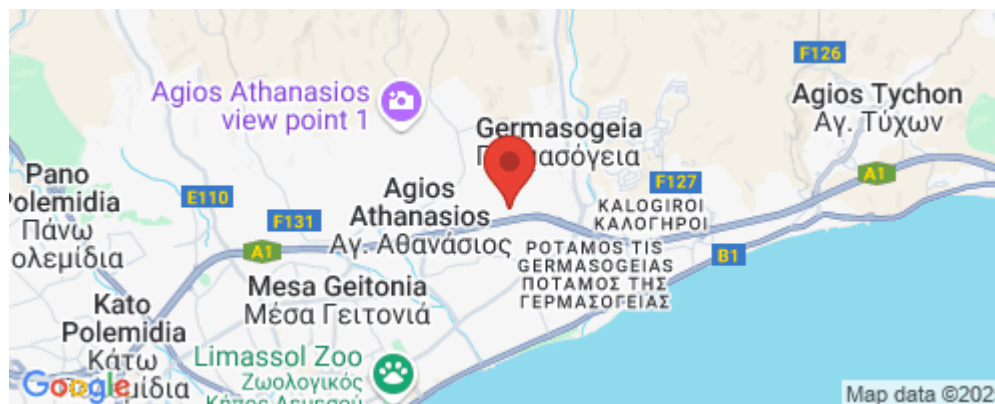 F126
Agios Athanasios
view point 1
Agios Tychon
Αγ. Τύχων
Germasogeia
Pano
Polemidia
Πάνω
E110
F127
A1
Agios
Athanasios
Αγ. Αθανάσιος
KALOGIROI
ΚΑΛΟΓΗΡΟΙ
F131
A1
POTAMOS TIS
GERMASOGEIAS
ΠΟΤΑΜΟΣ ΤΗΣ
ΓΕΡΜΑΣΟΓΕΙΑΣ
B1
Mesa Geitonia
Μέσα Γειτονιά
Kato
Polemidia
Κάτω
Limassol Zoo
Ζωολογικός
Κήπος Λεμεσού
Google
Map data ©202